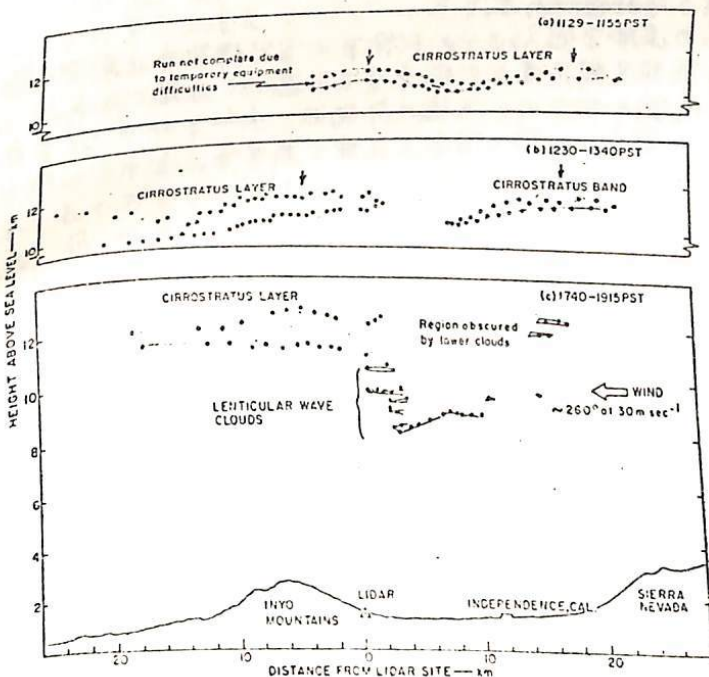 (a) 1129-1155 PST
Run not complete due
to temporary equipment
difficulties
CIRROSTRATUS LAYER
12
10
(b) 1230-1340 PST
CIRROSTRATUS LAYER
CIRROSTRATUS BAND
12
10
(c) 1740-1915 PST
CIRROSTRATUS LAYER
Region obscured
by lower clouds
12
LENTICULAR WAVE
CLOUDS
WIND
~260° at 30 m sec⁻¹
10
8
6
4
2
HEIGHT ABOVE SEA LEVEL — km
INYO
MOUNTAINS
LIDAR
INDEPENDENCE, CAL.
SIERRA
NEVADA
20
10
0
10
20
DISTANCE FROM LIDAR SITE — km